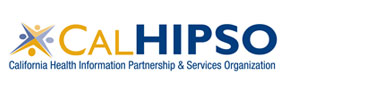 CALHIPSO
California Health Information Partnership & Services Organization